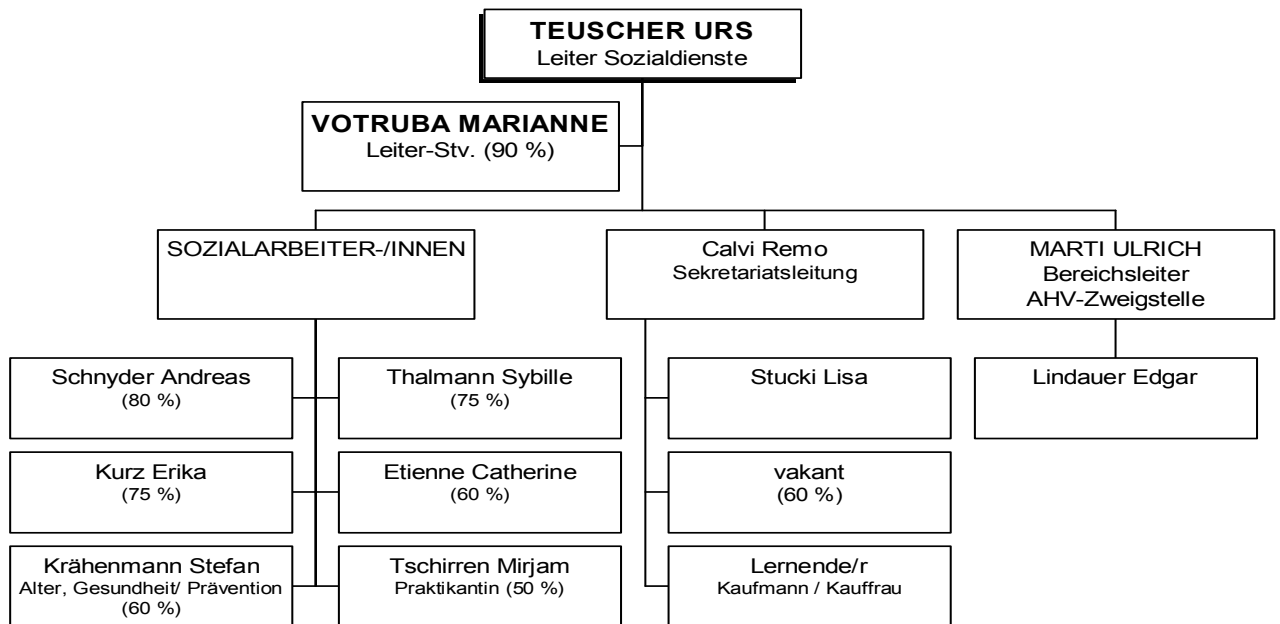 TEUSCHER URS
Leiter Sozialdienste
VOTRUBA MARIANNE
Leiter-Stv. (90 %)
SOZIALARBEITER-/INNEN
Calvi Remo
Sekretariatsleitung
MARTI ULRICH
Bereichsleiter
AHV-Zweigstelle
Schnyder Andreas
(80 %)
Thalmann Sybille
(75 %)
Stucki Lisa
Lindauer Edgar
Kurz Erika
(75 %)
Etienne Catherine
(60 %)
vakant
(60 %)
Krähenmann Stefan
Alter, Gesundheit/ Prävention
(60 %)
Tschirren Mirjam
Praktikantin (50 %)
Lernende/r
Kaufmann / Kauffrau